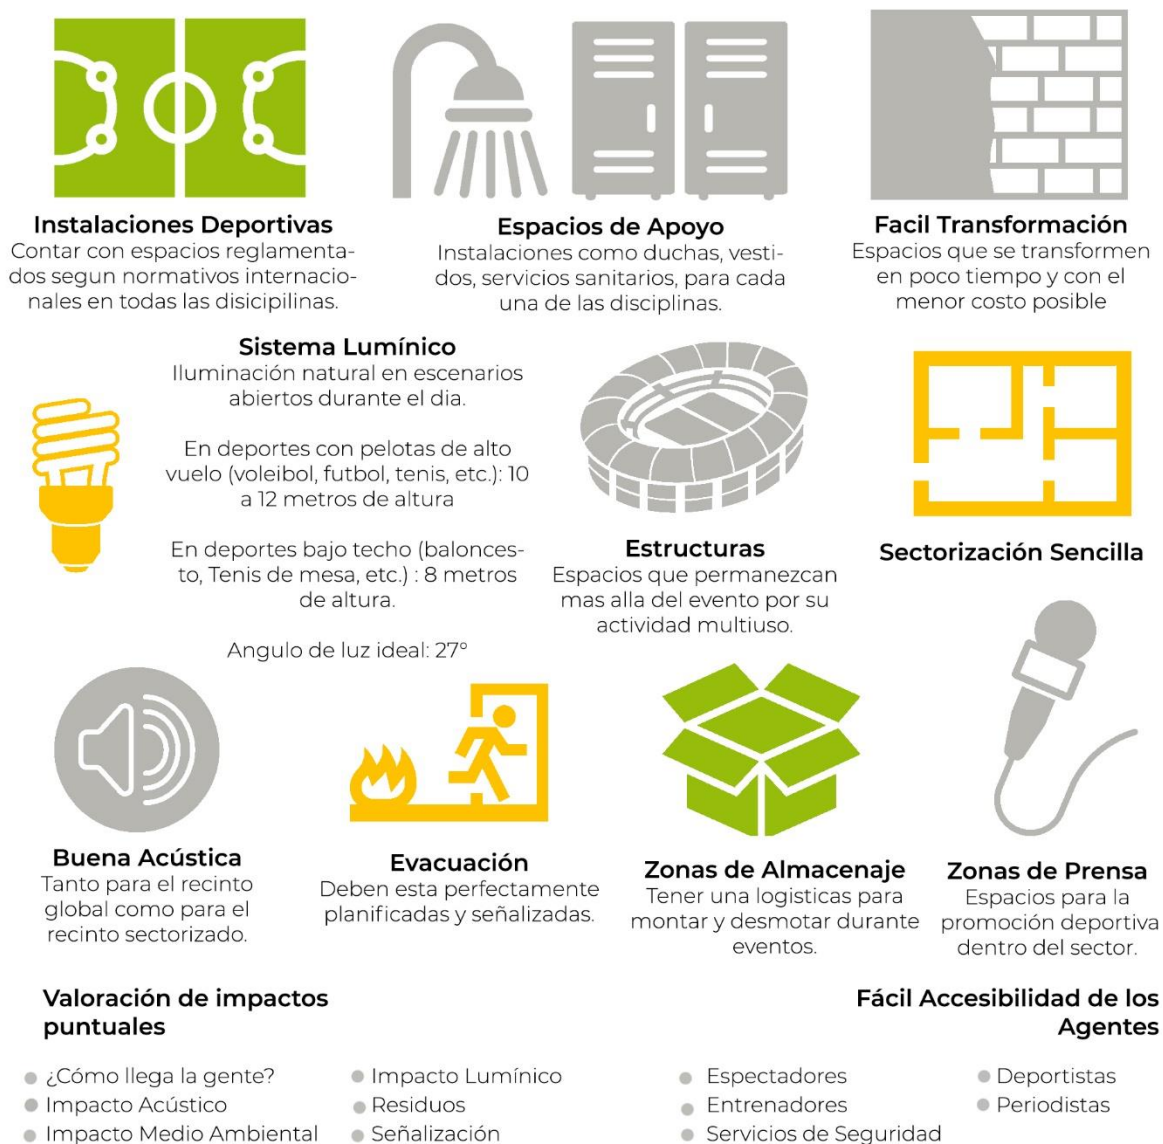 Instalaciones Deportivas
Contar con espacios reglamenta-
dos segun normativos internacio-
nales en todas las disicipilinas.
Espacios de Apoyo
Instalaciones como duchas, vesti-
dos, servicios sanitarios, para cada
una de las disciplinas.
Facil Transformación
Espacios que se transformen
en poco tiempo y con el
menor costo posible
Sistema Lumínico
Iluminación natural en escenarios
abiertos durante el dia.
En deportes con pelotas de alto
vuelo (voleibol, futbol, tenis, etc.): 10
a 12 metros de altura
En deportes bajo techo (balonces-
to, Tenis de mesa, etc.) : 8 metros
de altura.
Angulo de luz ideal: 27°
Estructuras
Espacios que permanezcan
mas alla del evento por su
actividad multiuso.
Sectorización Sencilla
Buena Acústica
Tanto para el recinto
global como para el
recinto sectorizado.
Evacuación
Deben esta perfectamente
planificadas y señalizadas.
Zonas de Almacenaje
Tener una logisticas para
montar y desmotar durante
eventos.
Zonas de Prensa
Espacios para la
promoción deportiva
dentro del sector.
Valoración de impactos
puntuales
¿Cómo llega la gente?
Impacto Acústico
Impacto Medio Ambiental
Impacto Lumínico
Residuos
Señalización
Fácil Accesibilidad de los
Agentes
Espectadores
Entrenadores
Servicios de Seguridad
Deportistas
Periodistas